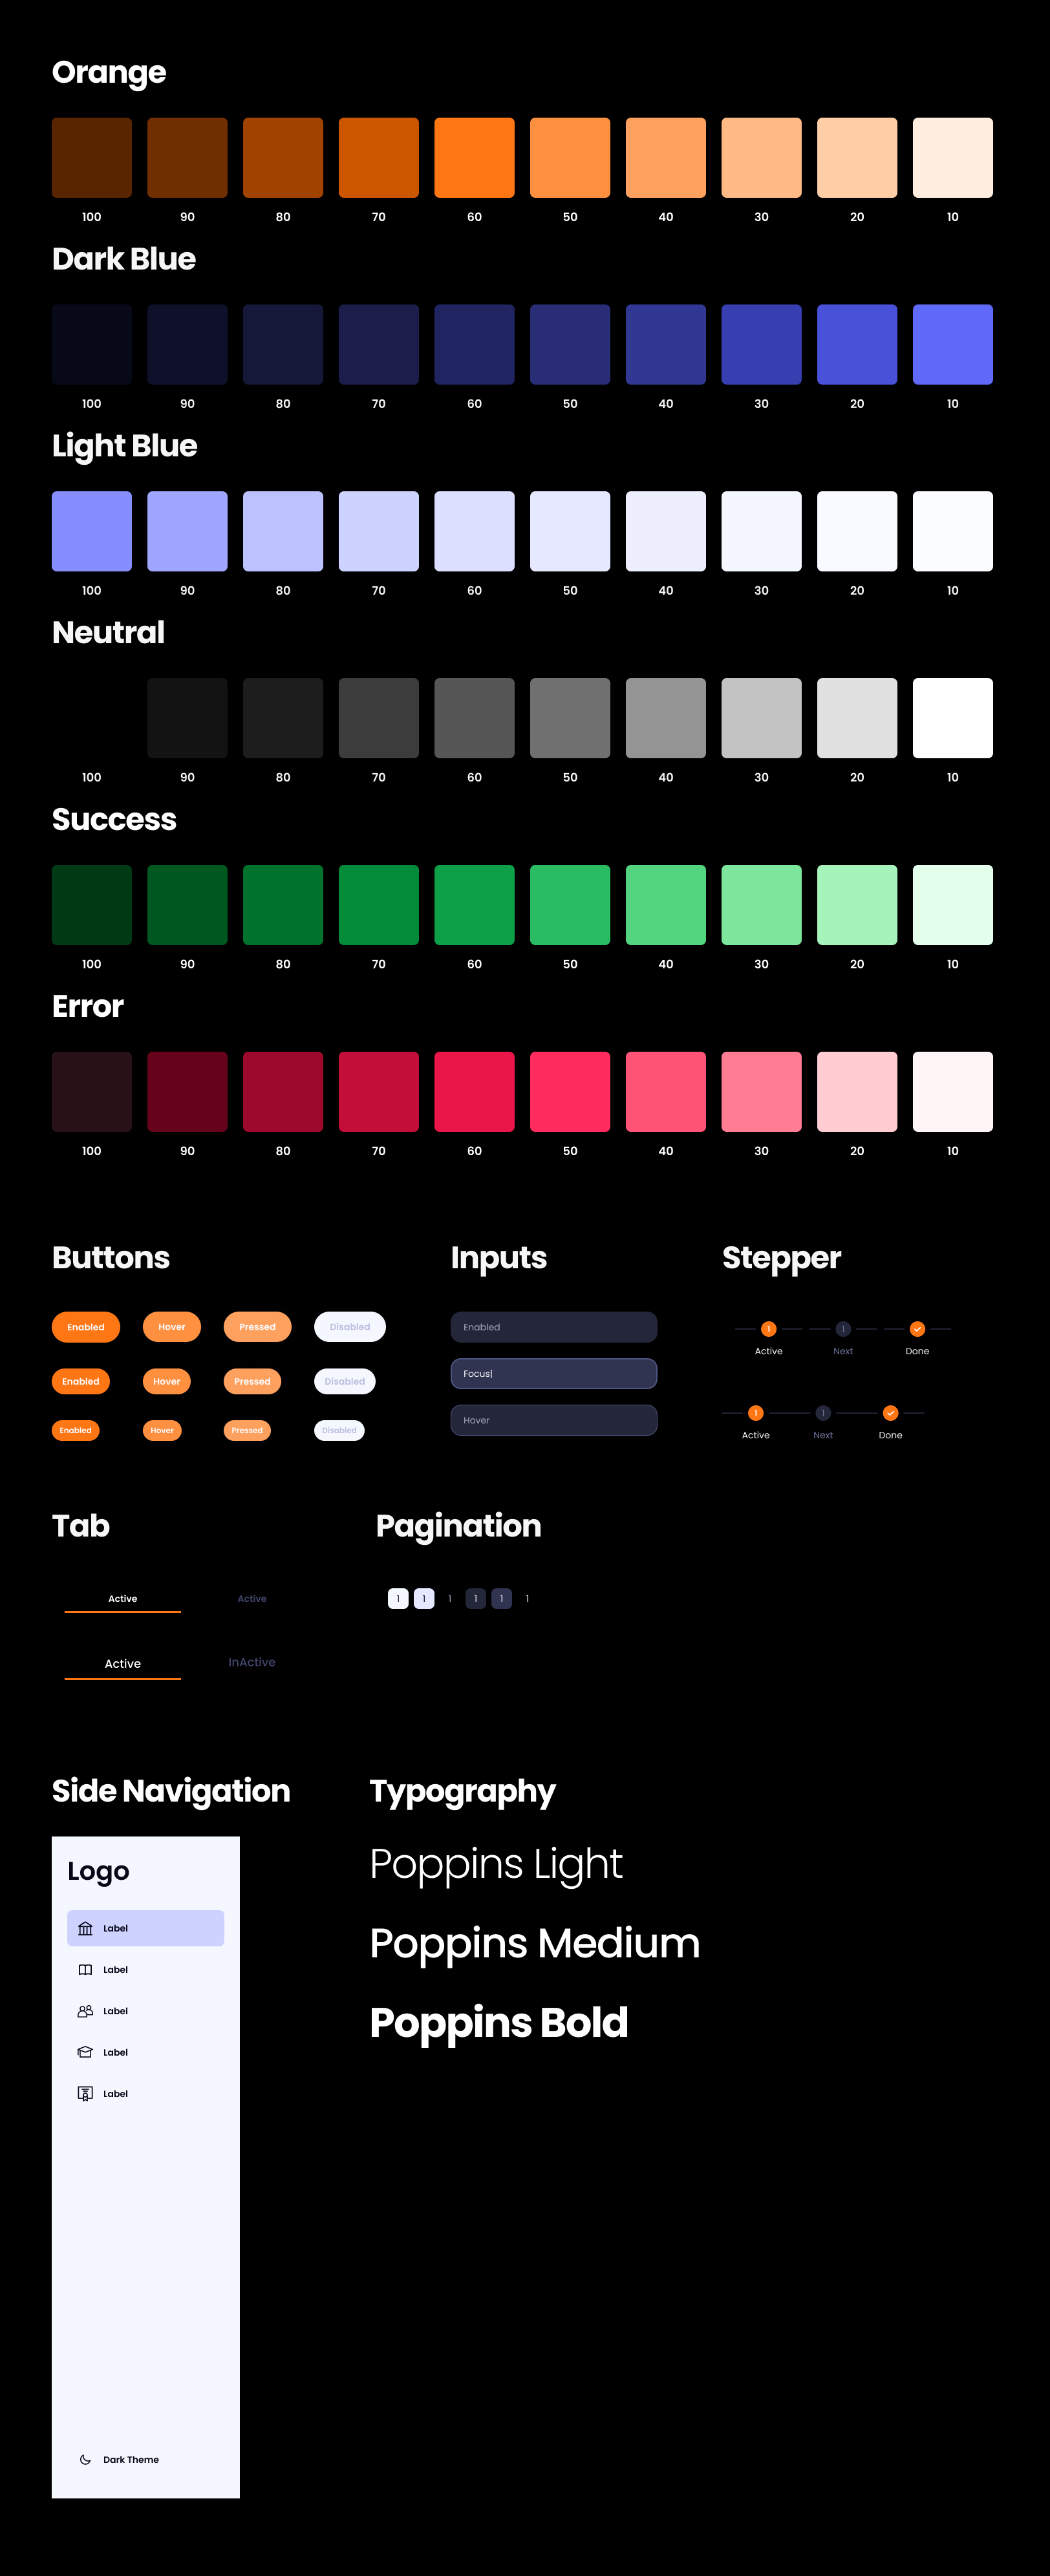 Orange
100 90 80 70 60 50 40 30 20 10
Dark Blue
100 90 80 70 60 50 40 30 20 10
Light Blue
100 90 80 70 60 50 40 30 20 10
Neutral
100 90 80 70 60 50 40 30 20 10
Success
100 90 80 70 60 50 40 30 20 10
Error
100 90 80 70 60 50 40 30 20 10
Buttons
Enabled Hover Pressed Disabled
Enabled Hover Pressed Disabled
Enabled Hover Pressed Disabled
Inputs
Enabled
Focus|
Hover
Stepper
1 1
Active Next Done
1 1
Active Next Done
Tab
Active Active
Active InActive
Pagination
1 1 1 1 1 1
Side Navigation
Logo
Label
Label
Label
Label
Label
Dark Theme
Typography
Poppins Light
Poppins Medium
Poppins Bold